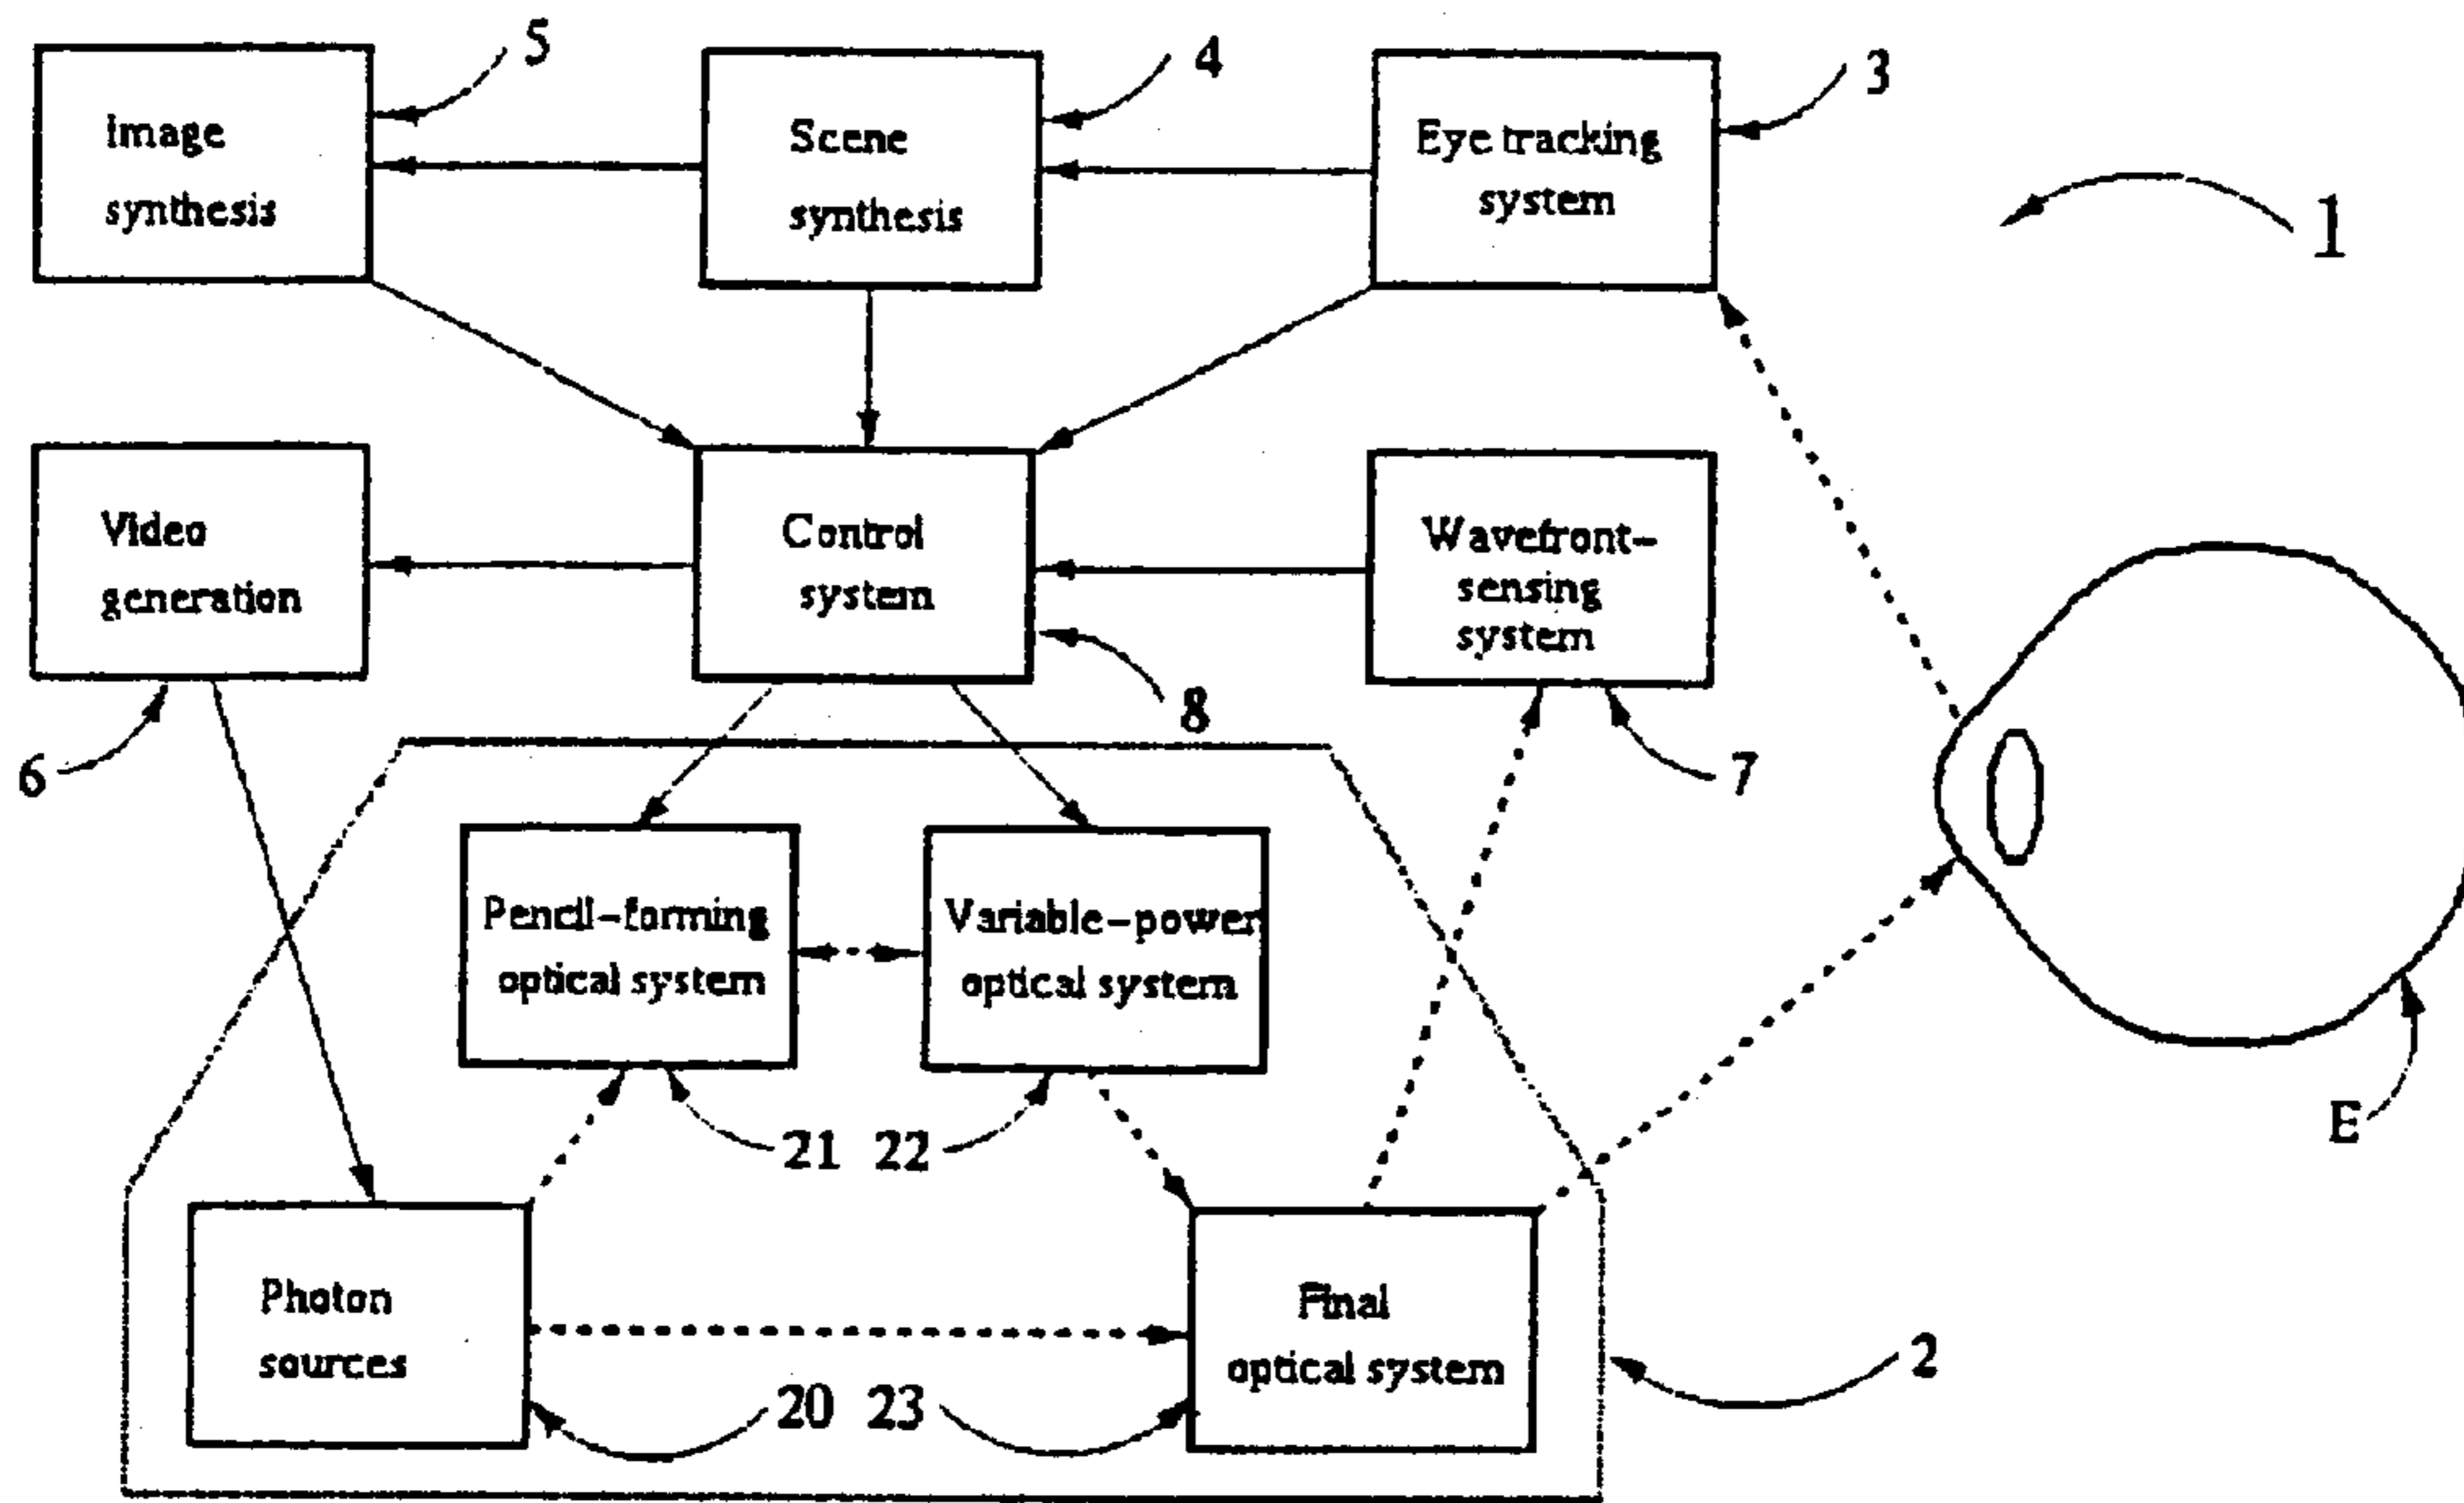 5
4
3
Image
synthesis
Scene
synthesis
Eye tracking
system
1
Video
generation
Control
system
Wavefront-
sensing
system
6
8
7
Pencil-forming
optical system
Variable-power
optical system
21
22
E
Photon
sources
Final
optical system
20
23
2